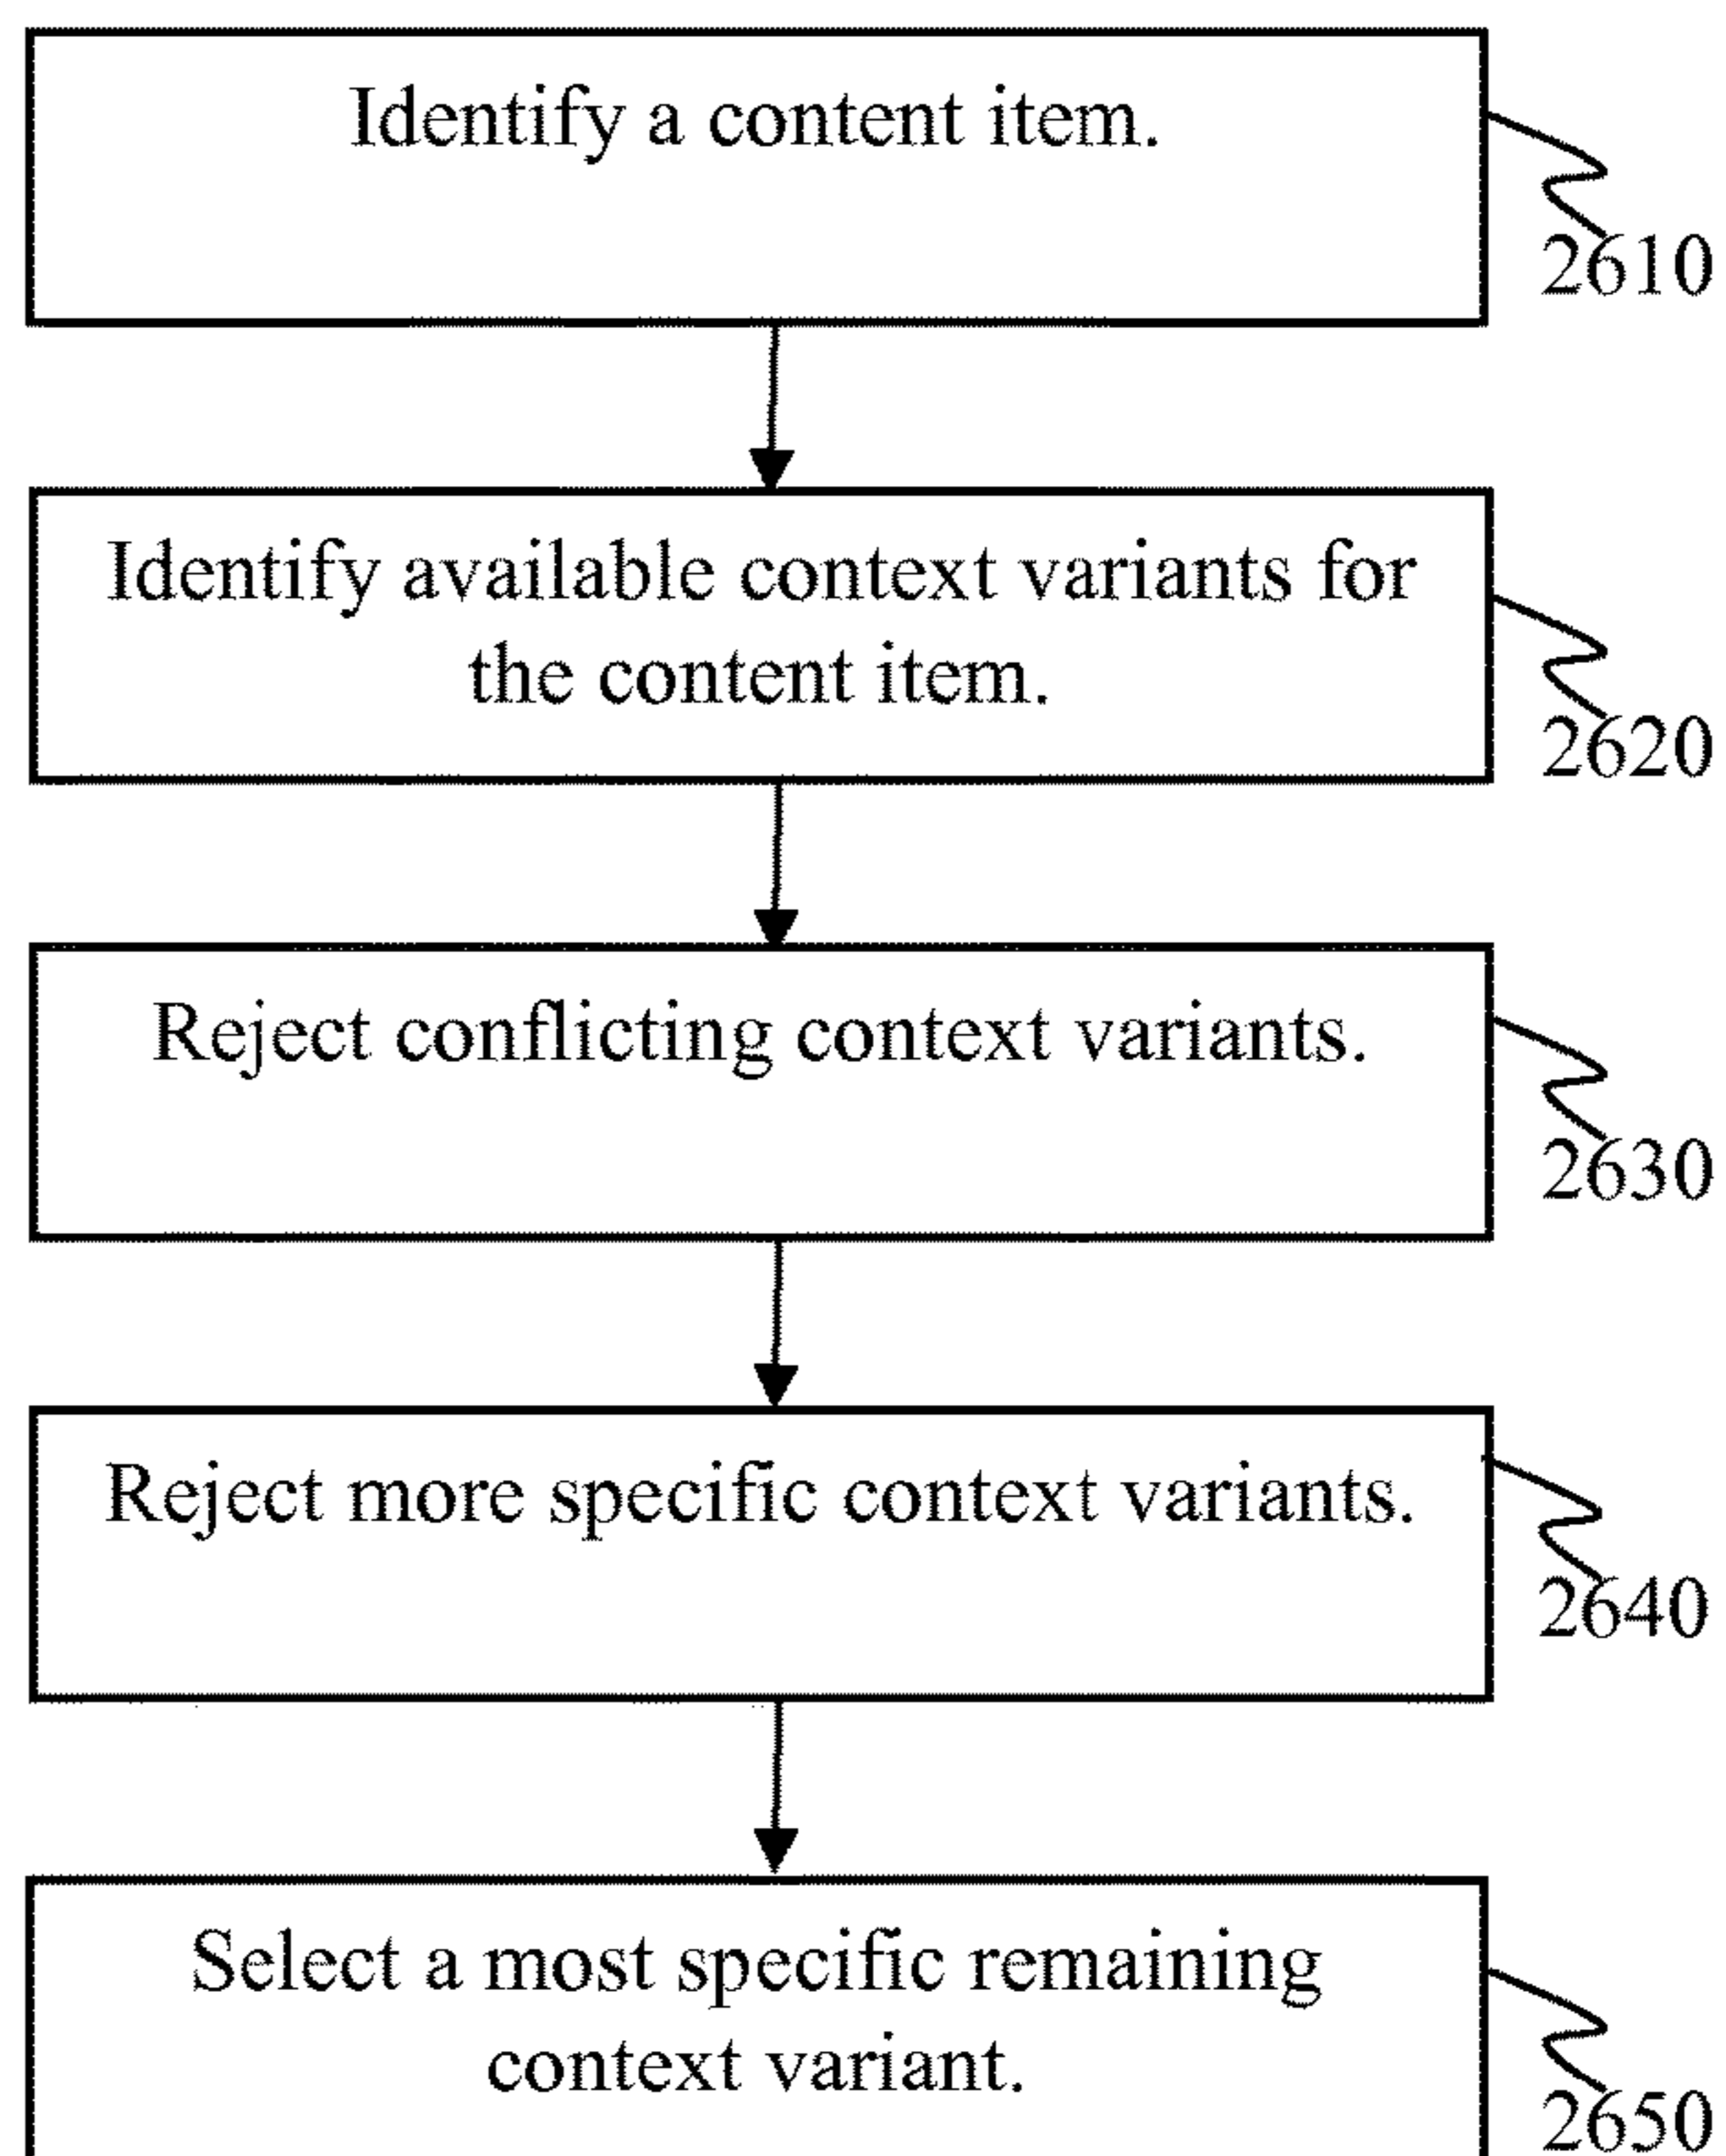 Identify a content item.
2610
Identify available context variants for
the content item.
2620
Reject conflicting context variants.
2630
Reject more specific context variants.
2640
Select a most specific remaining
context variant.
2650